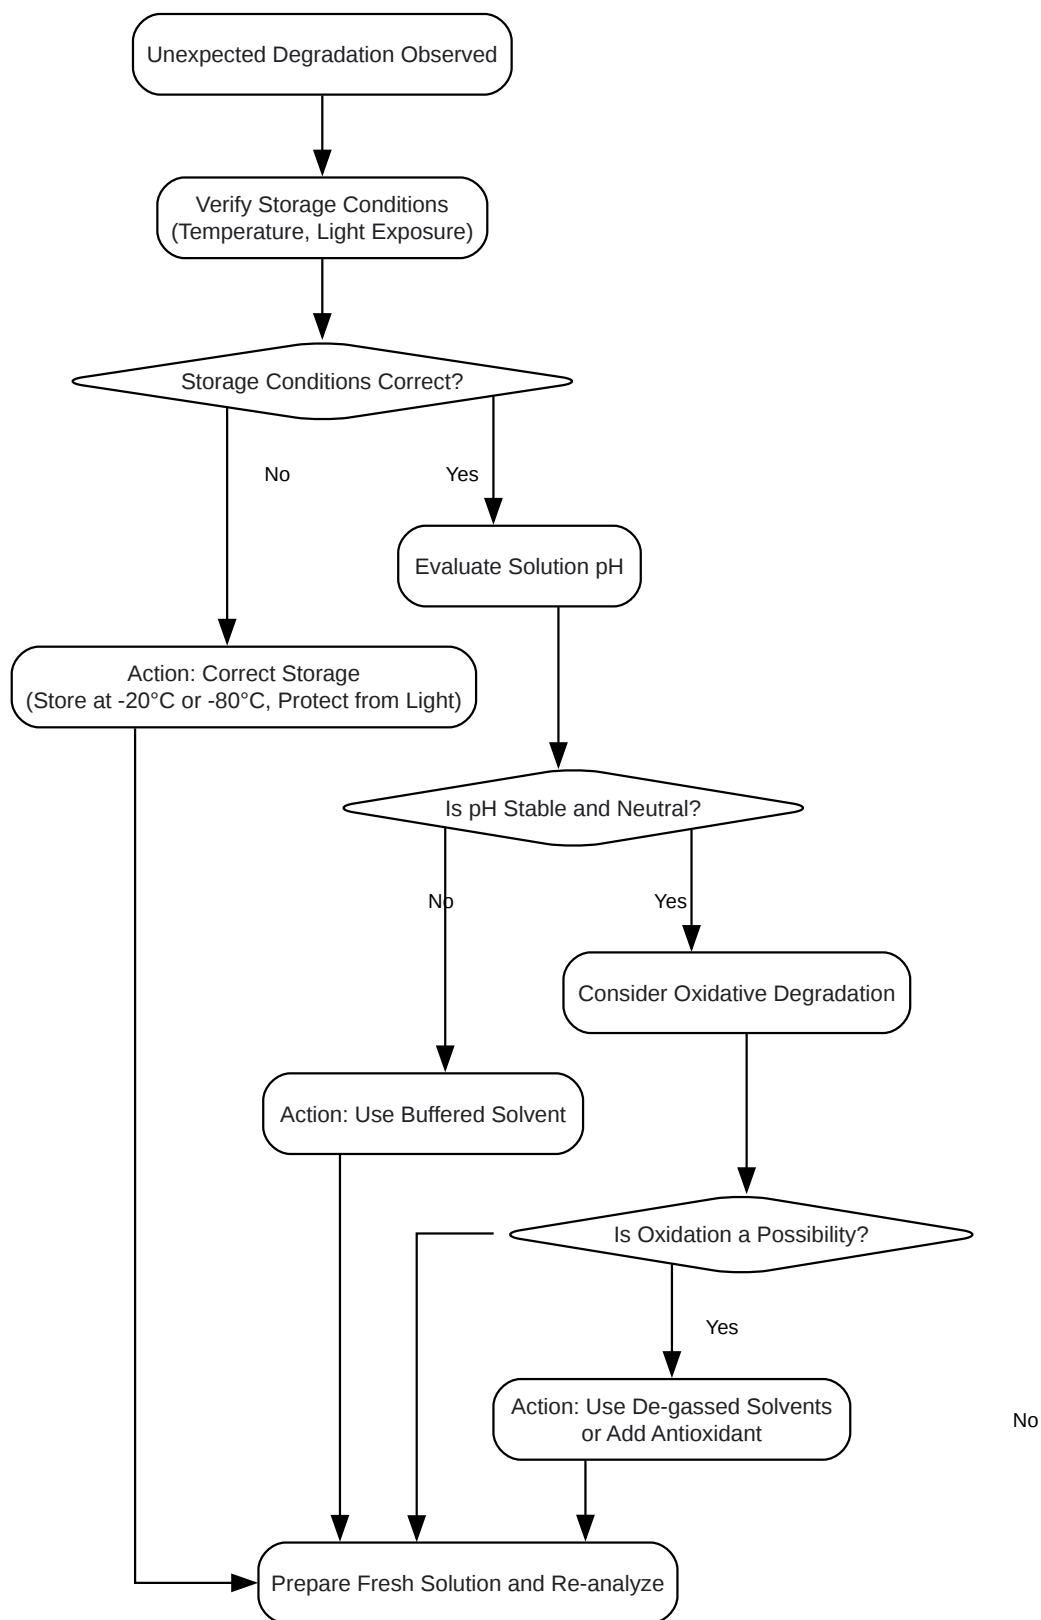 Unexpected Degradation Observed
Verify Storage Conditions
(Temperature, Light Exposure)
Storage Conditions Correct?
No
Yes
Evaluate Solution pH
Action: Correct Storage
(Store at -20°C or -80°C, Protect from Light)
Is pH Stable and Neutral?
No
Yes
Consider Oxidative Degradation
Action: Use Buffered Solvent
Is Oxidation a Possibility?
Yes
Action: Use De-gassed Solvents
or Add Antioxidant
No
Prepare Fresh Solution and Re-analyze